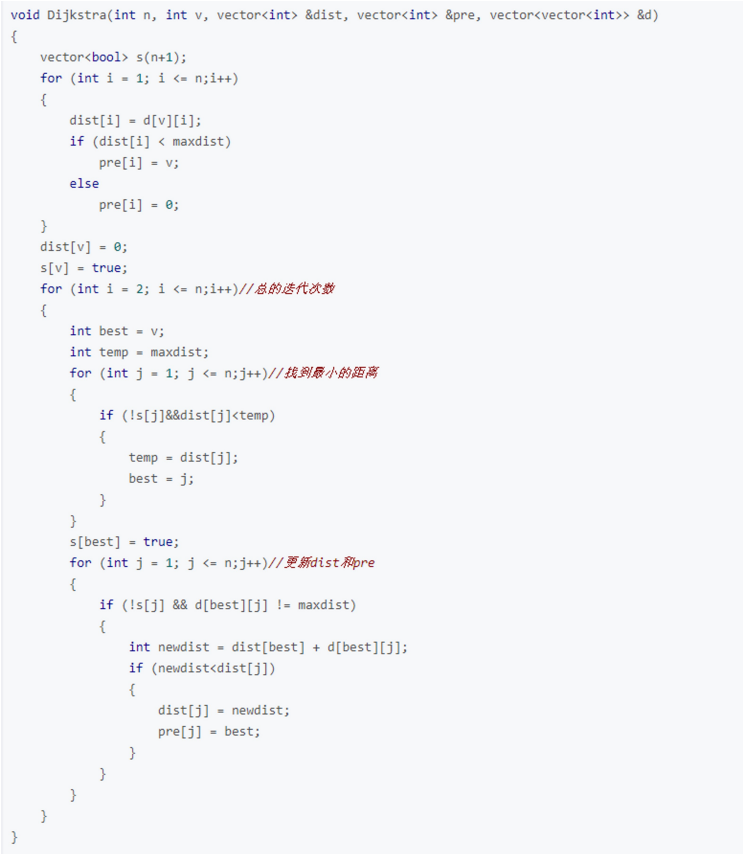 void Dijkstra(int n, int v, vector<int> &dist, vector<int> &pre, vector<vector<int>> &d)
{
    vector<bool> s(n+1);
    for (int i = 1; i <= n;i++)
    {
        dist[i] = d[v][i];
        if (dist[i] < maxdist)
            pre[i] = v;
        else
            pre[i] = 0;
    }
    dist[v] = 0;
    s[v] = true;
    for (int i = 2; i <= n;i++)//总的迭代次数
    {
        int best = v;
        int temp = maxdist;
        for (int j = 1; j <= n;j++)//找到最小的距离
        {
            if (!s[j]&&dist[j]<temp)
            {
                temp = dist[j];
                best = j;
            }
        }
        s[best] = true;
        for (int j = 1; j <= n;j++)//更新dist和pre
        {
            if (!s[j] && d[best][j] != maxdist)
            {
                int newdist = dist[best] + d[best][j];
                if (newdist<dist[j])
                {
                    dist[j] = newdist;
                    pre[j] = best;
                }
            }
        }
    }
}